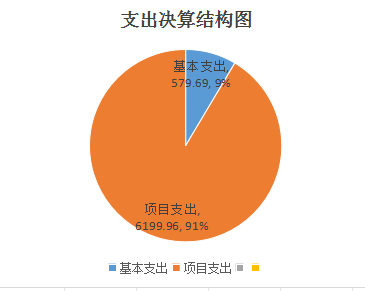 支出决算结构图
基本支出,
579.69, 9%
项目支出,
6199.96, 91%
基本支出 项目支出